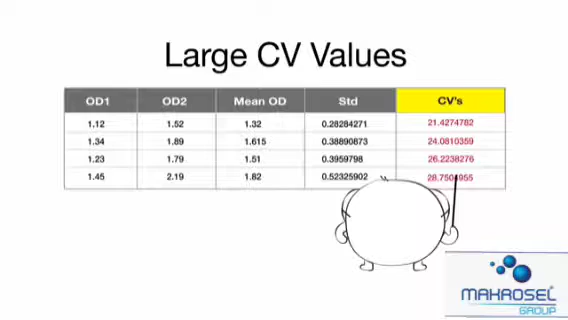 Large CV Values
OD1 OD2 Mean OD Std CV's
1.12 1.52 1.32 0.28284271 21.4274782
1.34 1.89 1.615 0.38890873 24.0810359
1.23 1.79 1.51 0.3959798 26.2238276
1.45 2.19 1.82 0.52325902
MAKROSEL
GROUP